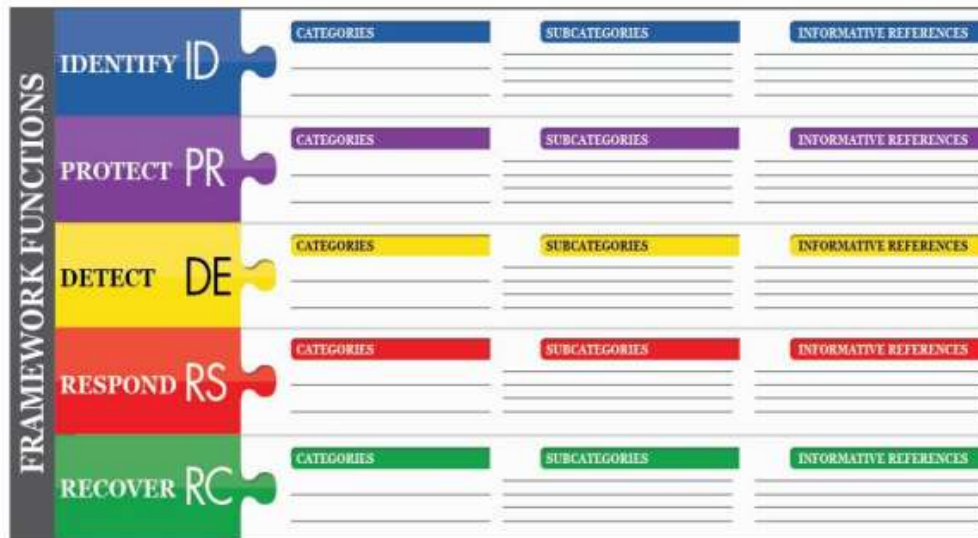 FRAMEWORK FUNCTIONS
IDENTIFY ID
CATEGORIES SUBCATEGORIES INFORMATIVE REFERENCES
PROTECT PR
CATEGORIES SUBCATEGORIES INFORMATIVE REFERENCES
DETECT DE
CATEGORIES SUBCATEGORIES INFORMATIVE REFERENCES
RESPOND RS
CATEGORIES SUBCATEGORIES INFORMATIVE REFERENCES
RECOVER RC
CATEGORIES SUBCATEGORIES INFORMATIVE REFERENCES